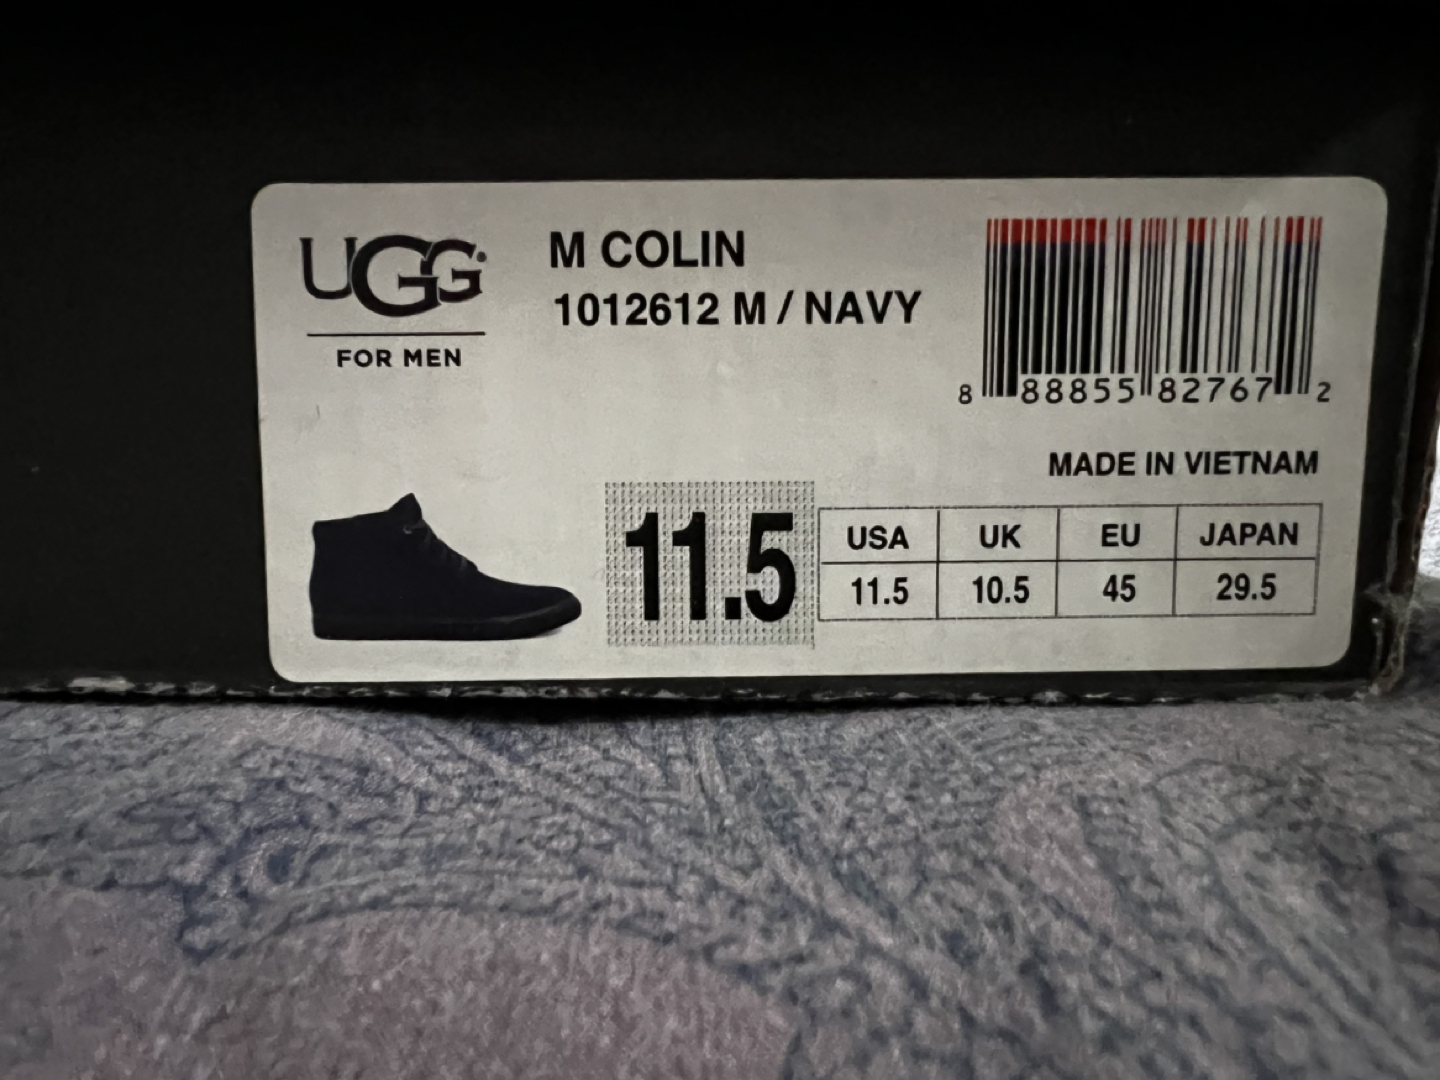 UGG
FOR MEN
M COLIN
1012612 M / NAVY
8 88855 82767 2
MADE IN VIETNAM
11.5
USA UK EU JAPAN
11.5 10.5 45 29.5